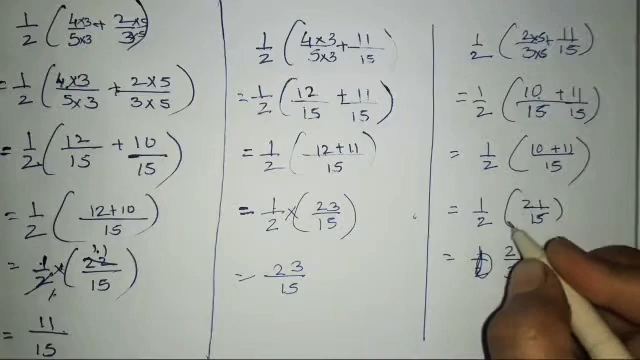 1/2 (4×3/5×3 + 2×5/3×5)
= 1/2 (4×3/5×3 + 2×5/3×5)
= 1/2 (12/15 + 10/15)
= 1/2 (12+10/15)
= 1/2 × (22/15)
= 11/15
1/2 (4×3/5×3 + 11/15)
= 1/2 (12/15 + 11/15)
= 1/2 (12+11/15)
= 1/2 × (23/15)
= 23/15
1/2 (2×5/3×5 + 11/15)
= 1/2 (10/15 + 11/15)
= 1/2 (10+11/15)
= 1/2 (21/15)
=